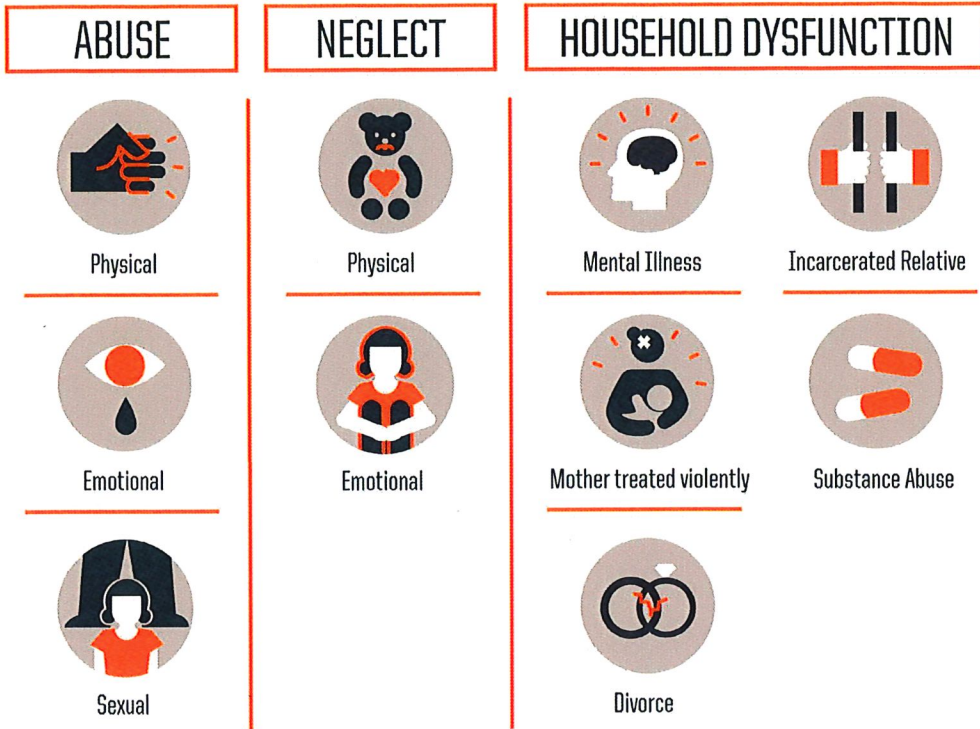 ABUSE
NEGLECT
HOUSEHOLD DYSFUNCTION
Physical
Emotional
Sexual
Physical
Emotional
Mental Illness
Incarcerated Relative
Mother treated violently
Substance Abuse
Divorce